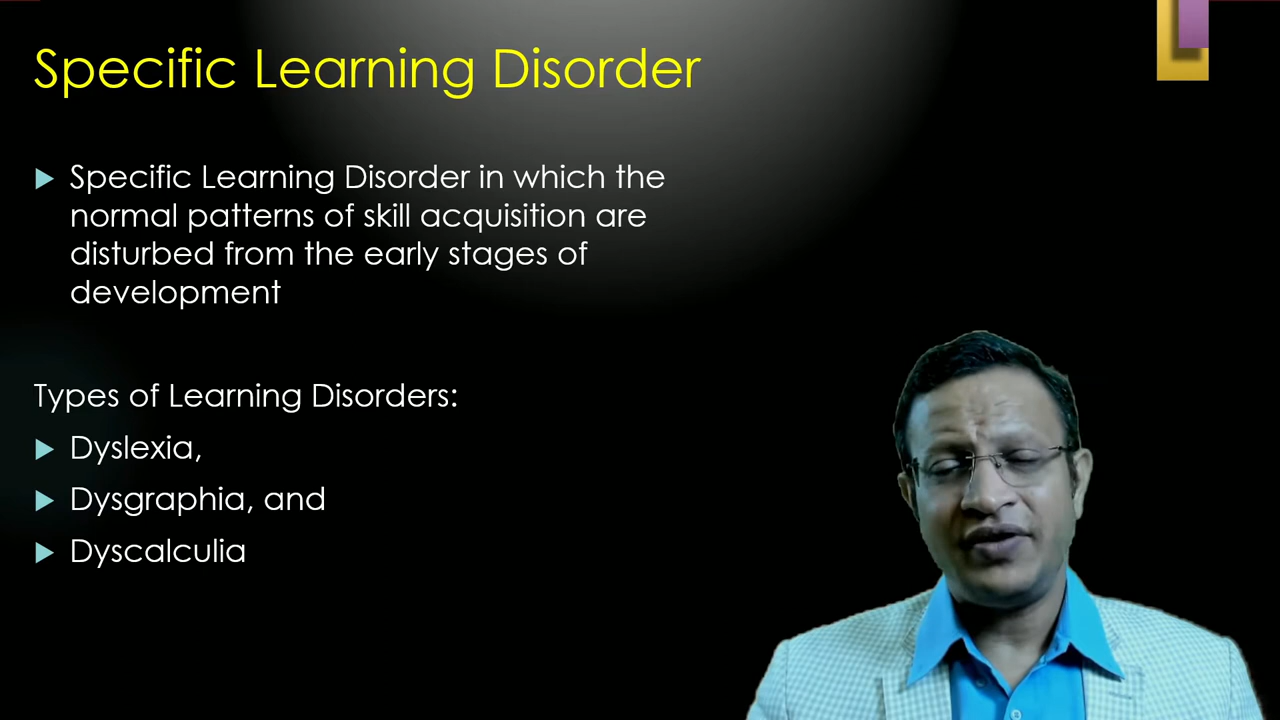 Specific Learning Disorder
Specific Learning Disorder in which the
normal patterns of skill acquisition are
disturbed from the early stages of
development
Types of Learning Disorders:
Dyslexia,
Dysgraphia, and
Dyscalculia